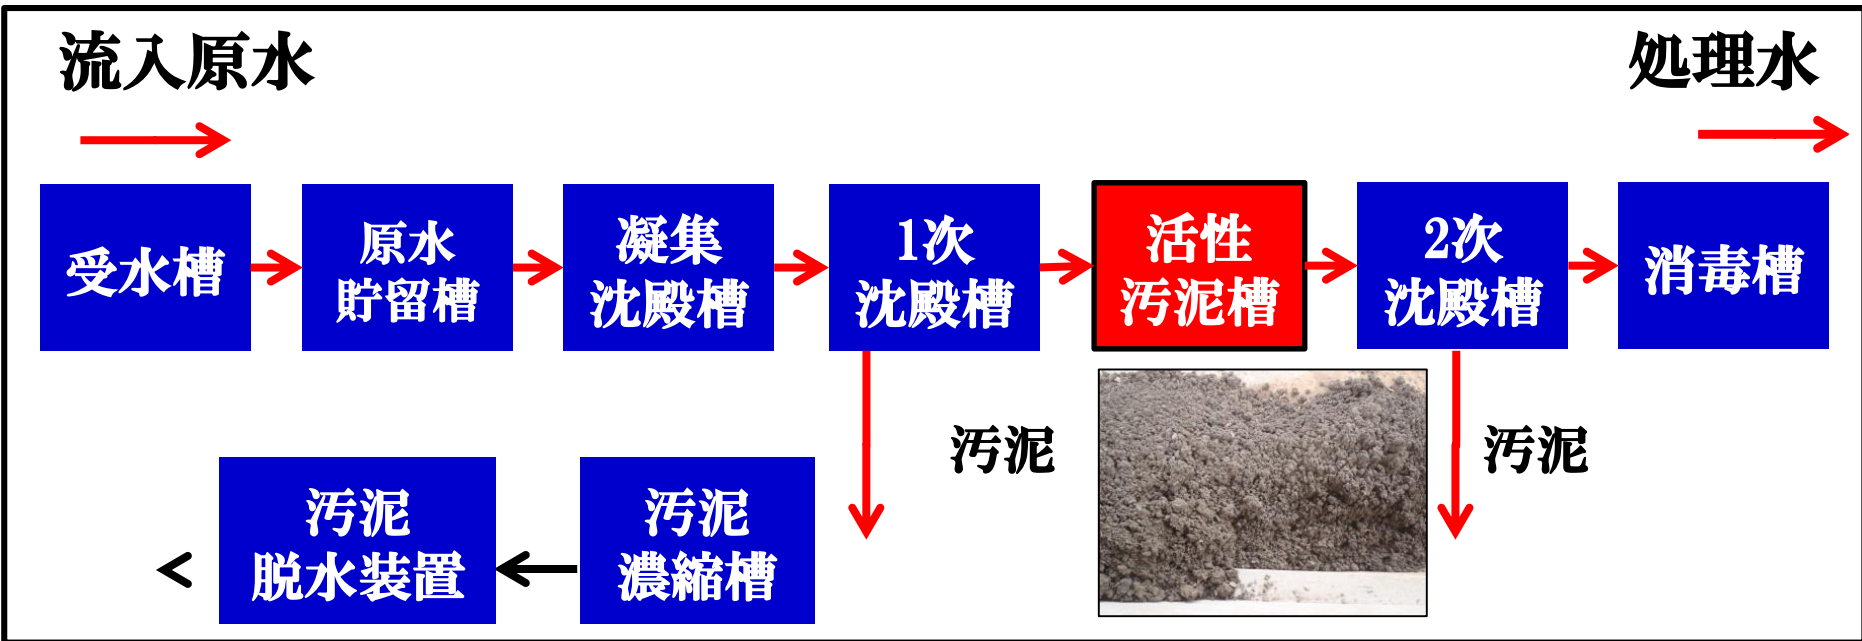 流入原水
処理水
受水槽
原水
貯留槽
凝集
沈殿槽
1次
沈殿槽
活性
汚泥槽
2次
沈殿槽
消毒槽
汚泥
汚泥
汚泥
脱水装置
汚泥
濃縮槽